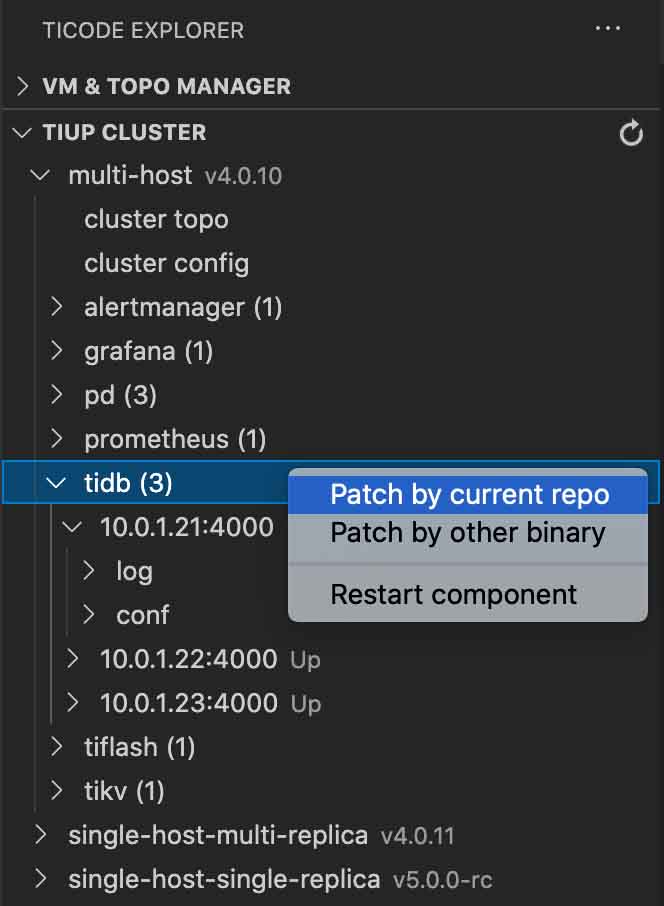 TICODE EXPLORER
VM & TOPO MANAGER
TIUP CLUSTER
multi-host v4.0.10
cluster topo
cluster config
alertmanager (1)
grafana (1)
pd (3)
prometheus (1)
tidb (3)
Patch by current repo
10.0.1.21:4000
Patch by other binary
log
Restart component
conf
10.0.1.22:4000 Up
10.0.1.23:4000 Up
tiflash (1)
tikv (1)
single-host-multi-replica v4.0.11
single-host-single-replica v5.0.0-rc